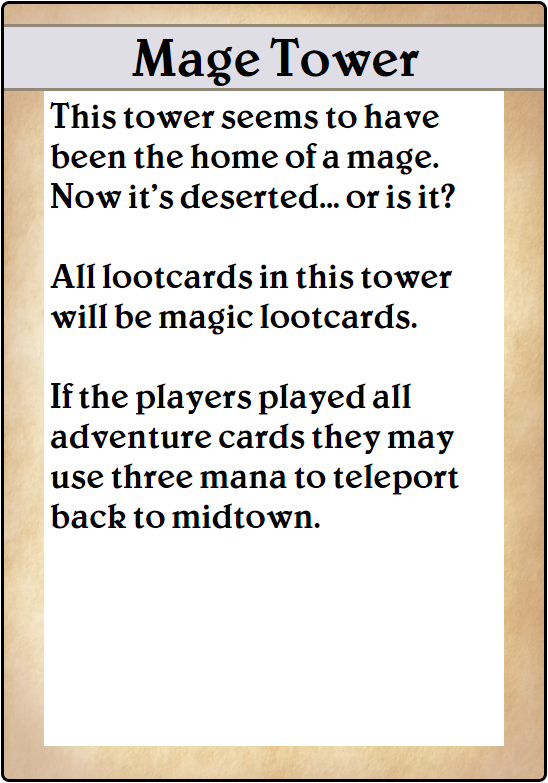 Mage Tower
This tower seems to have
been the home of a mage.
Now it's deserted... or is it?
All lootcards in this tower
will be magic lootcards.
If the players played all
adventure cards they may
use three mana to teleport
back to midtown.